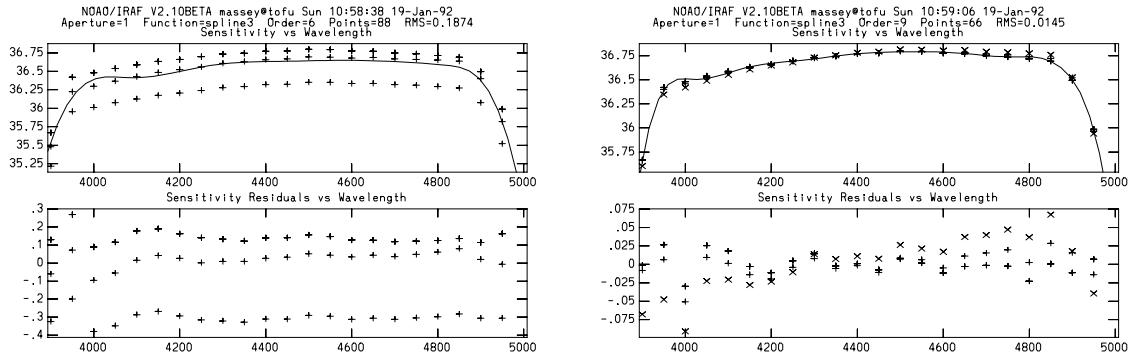 NOAO/IRAF V2.10BETA massey@tofu Sun 10:58:38 19-Jan-92
Aperture=1 Function=spline3 Order=6 Points=88 RMS=0.1874
Sensitivity vs Wavelength
36.75
36.5
36.25
36
35.75
35.5
35.25
4000 4200 4400 4600 4800 5000
Sensitivity Residuals vs Wavelength
.3
.2
.1
0
-.1
-.2
-.3
-.4
4000 4200 4400 4600 4800 5000
NOAO/IRAF V2.10BETA massey@tofu Sun 10:59:06 19-Jan-92
Aperture=1 Function=spline3 Order=9 Points=66 RMS=0.0145
Sensitivity vs Wavelength
36.75
36.5
36.25
36
35.75
4000 4200 4400 4600 4800 5000
Sensitivity Residuals vs Wavelength
.075
.05
.025
0
-.025
-.05
-.075
4000 4200 4400 4600 4800 5000